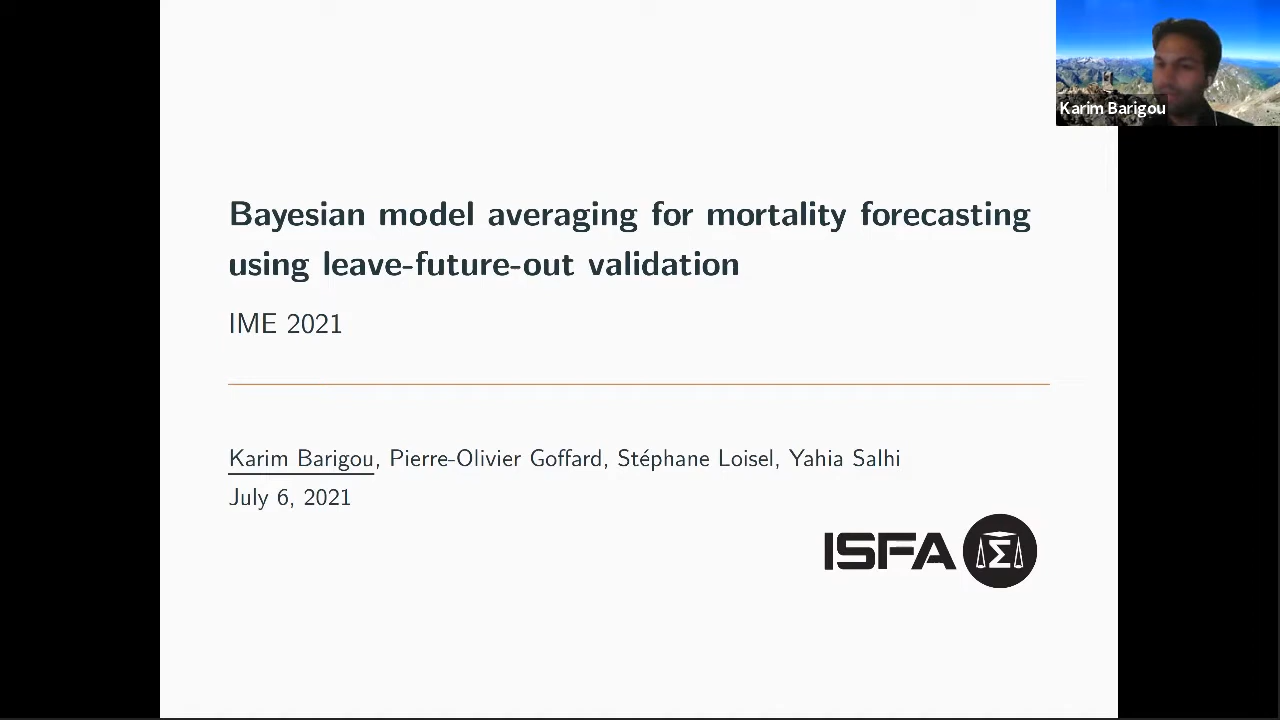 Karim Barigou
Bayesian model averaging for mortality forecasting
using leave-future-out validation
IME 2021
Karim Barigou, Pierre-Olivier Goffard, Stéphane Loisel, Yahia Salhi
July 6, 2021
ISFA Σ